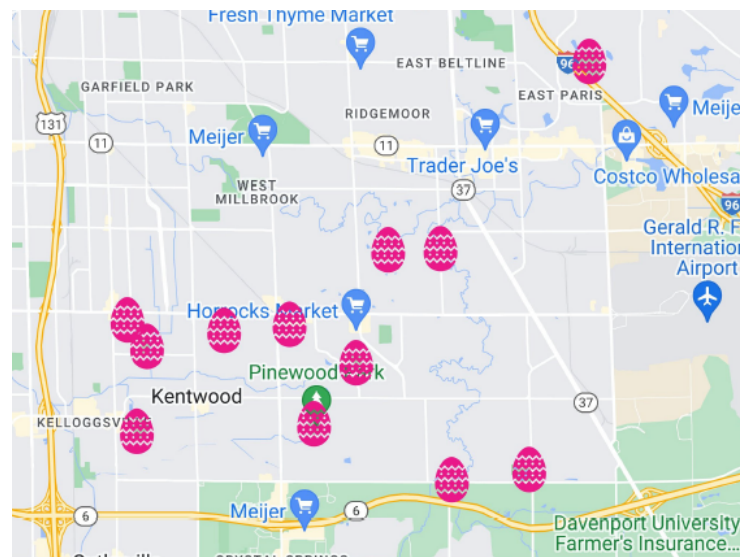 Fresh Thyme Market
EAST BELTLINE
96
GARFIELD PARK
EAST PARIS
Meije
131
RIDGEMOOR
11
Meijer
11
Trader Joe's
Costco Wholesa
WEST
MILLBROOK
37
96
Gerald R. F
Internation
Airport
Horrocks Market
Pinewood Park
Kentwood
37
KELLOGGSV
6
Meijer
6
Davenport University
Farmer's Insurance...